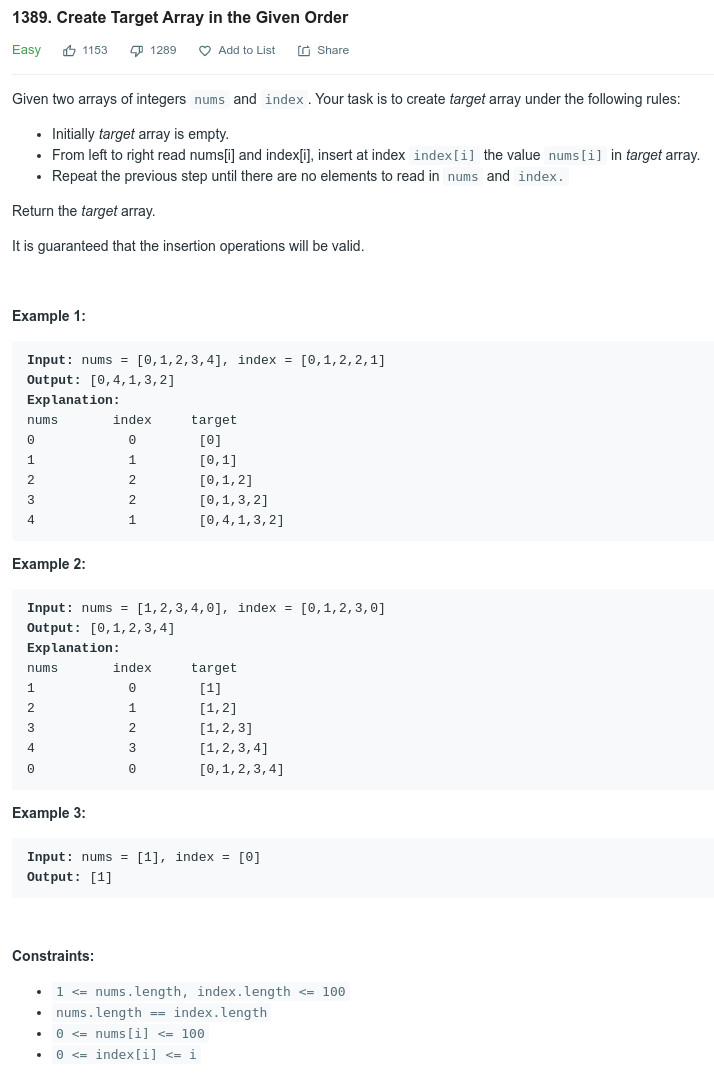 1389. Create Target Array in the Given Order
Easy 1153 1289 Add to List Share
Given two arrays of integers nums and index. Your task is to create target array under the following rules:
• Initially target array is empty.
• From left to right read nums[i] and index[i], insert at index index[i] the value nums[i] in target array.
• Repeat the previous step until there are no elements to read in nums and index.
Return the target array.
It is guaranteed that the insertion operations will be valid.
Example 1:
Input: nums = [0,1,2,3,4], index = [0,1,2,2,1]
Output: [0,4,1,3,2]
Explanation:
nums       index     target
0            0        [0]
1            1        [0,1]
2            2        [0,1,2]
3            2        [0,1,3,2]
4            1        [0,4,1,3,2]
Example 2:
Input: nums = [1,2,3,4,0], index = [0,1,2,3,0]
Output: [0,1,2,3,4]
Explanation:
nums       index     target
1            0        [1]
2            1        [1,2]
3            2        [1,2,3]
4            3        [1,2,3,4]
0            0        [0,1,2,3,4]
Example 3:
Input: nums = [1], index = [0]
Output: [1]
Constraints:
• 1 <= nums.length, index.length <= 100
• nums.length == index.length
• 0 <= nums[i] <= 100
• 0 <= index[i] <= i